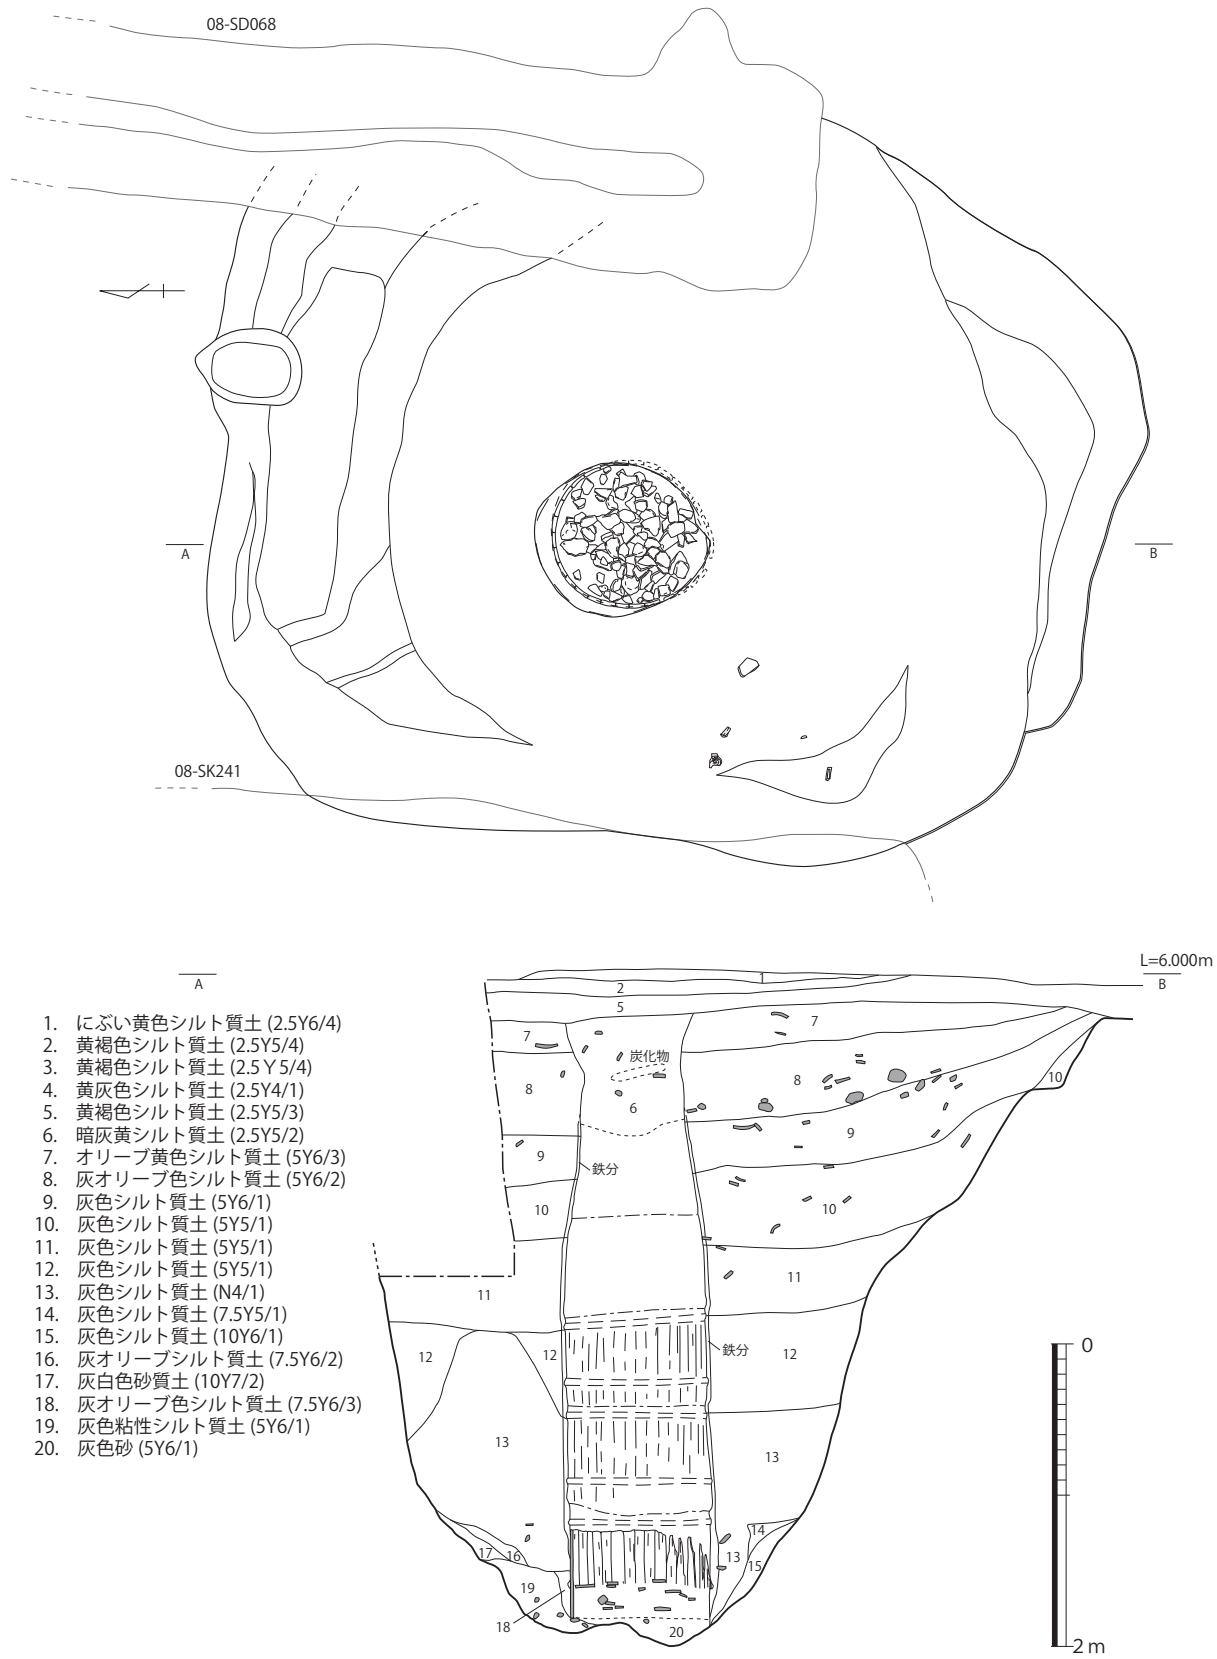 08-SD068
A
B
08-SK241
L=6.000m
A
B
1. にぶい黄色シルト質土 (2.5Y6/4)
2. 黄褐色シルト質土 (2.5Y5/4)
3. 黄褐色シルト質土 (2.5Ｙ5/4)
4. 黄灰色シルト質土 (2.5Y4/1)
5. 黄褐色シルト質土 (2.5Y5/3)
6. 暗灰黄シルト質土 (2.5Y5/2)
7. オリーブ黄色シルト質土 (5Y6/3)
8. 灰オリーブ色シルト質土 (5Y6/2)
9. 灰色シルト質土 (5Y6/1)
10. 灰色シルト質土 (5Y5/1)
11. 灰色シルト質土 (5Y5/1)
12. 灰色シルト質土 (5Y5/1)
13. 灰色シルト質土 (N4/1)
14. 灰色シルト質土 (7.5Y5/1)
15. 灰色シルト質土 (10Y6/1)
16. 灰オリーブシルト質土 (7.5Y6/2)
17. 灰白色砂質土 (10Y7/2)
18. 灰オリーブ色シルト質土 (7.5Y6/3)
19. 灰色粘性シルト質土 (5Y6/1)
20. 灰色砂 (5Y6/1)
1
2
5
7
7
炭化物
8
6
8
10
9
鉄分
9
10
10
11
11
12
12
鉄分
12
13
13
14
17
16
13
15
19
18
20
0
2 m